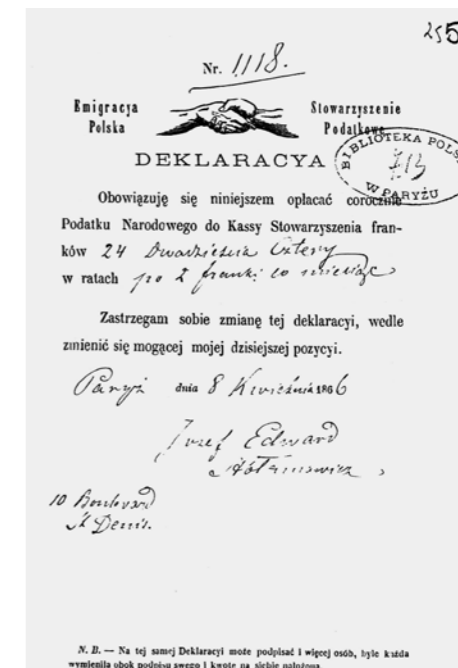 255
Nr. 1118.
Emigracya Stowarzyszenie
Polska Podatkowe
BIBLIOTEKA POLSKA
713
W PARYŻU
DEKLARACYA
Obowiązuję się niniejszem opłacać corocznie
Podatku Narodowego do Kassy Stowarzyszenia fran-
ków 24 Dwadzieścia Cztery
w ratach po 2 franki co miesiąc
Zastrzegam sobie zmianę tej deklaracyi, wedle
zmienić się mogącej mojej dzisiejszej pozycyi.
Paryż dnia 8 Kwietnia 1866
Jozef Edward
10 Boulevard
St Denis.
N. B. — Na tej samej Deklaracyi może podpisać i więcej osób, byle każda
wymieniła obok podpisu swego i kwotę na siebie nałożoną.